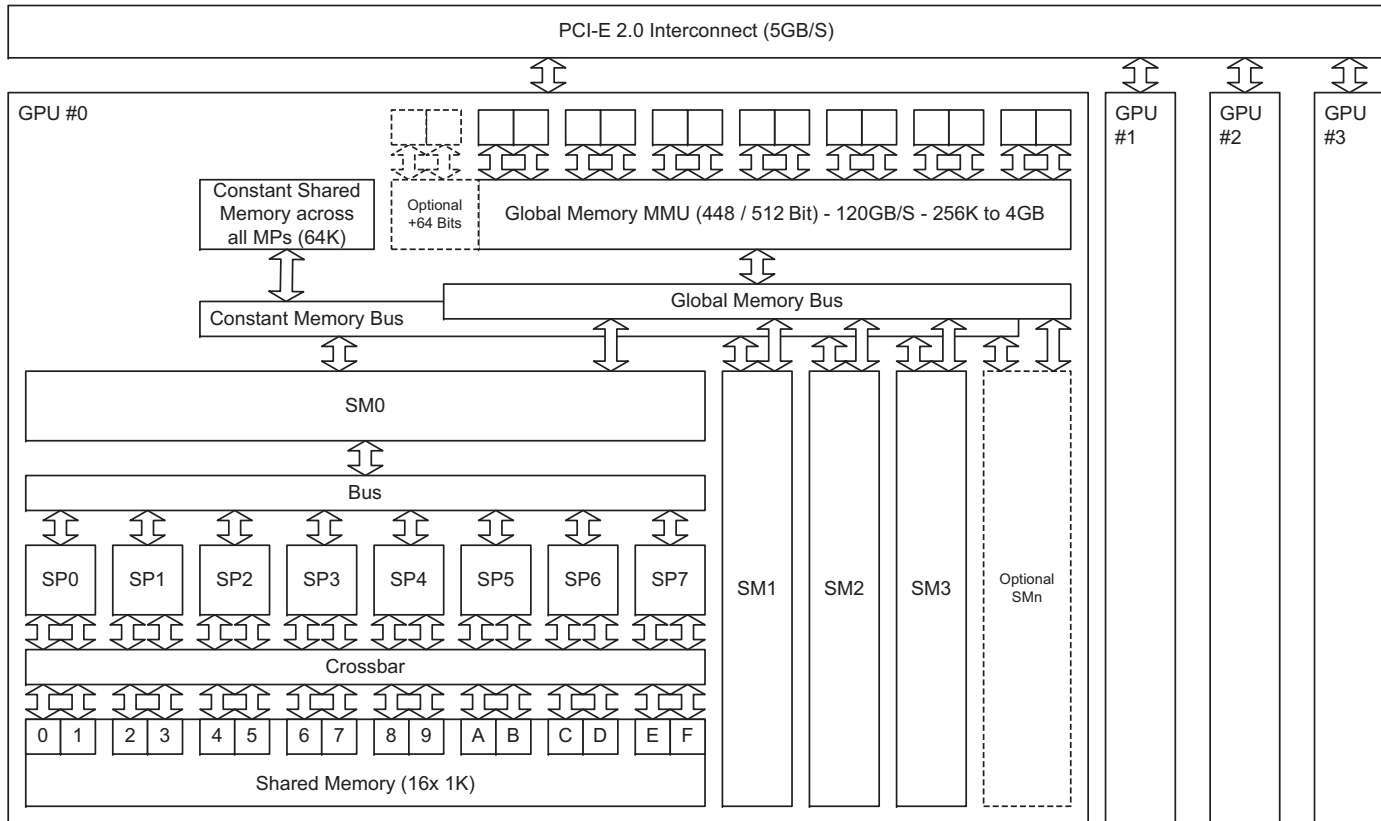 PCI-E 2.0 Interconnect (5GB/S)
GPU #0
GPU
#1
GPU
#2
GPU
#3
Constant Shared
Memory across
all MPs (64K)
Optional
+64 Bits
Global Memory MMU (448 / 512 Bit) - 120GB/S - 256K to 4GB
Global Memory Bus
Constant Memory Bus
SM0
Bus
SP0
SP1
SP2
SP3
SP4
SP5
SP6
SP7
SM1
SM2
SM3
Optional
SMn
Crossbar
0 1 2 3 4 5 6 7 8 9 A B C D E F
Shared Memory (16x 1K)